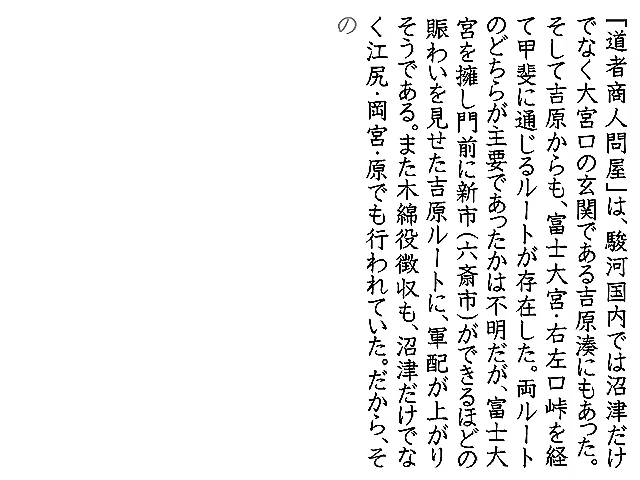 「道者商人問屋」は、駿河国内では沼津だけ
でなく大宮口の玄関である吉原湊にもあった。
そして吉原からも、富士大宮・右左口峠を経
て甲斐に通じるルートが存在した。両ルート
のどちらが主要であったかは不明だが、富士大
宮を擁し門前に新市(六斎市)ができるほどの
賑わいを見せた吉原ルートに、軍配が上がり
そうである。また木綿役徴収も、沼津だけでな
く江尻・岡宮・原でも行われていた。だから、そ
の